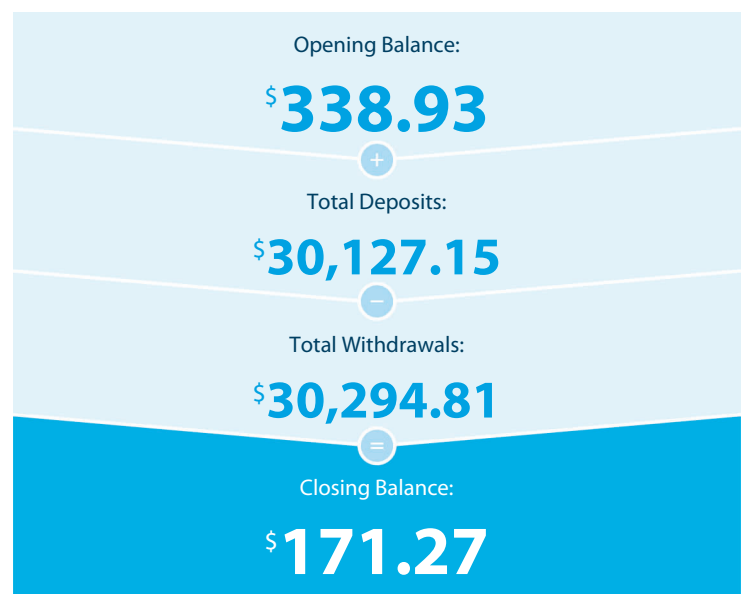 Opening Balance:
$338.93
+
Total Deposits:
$30,127.15
−
Total Withdrawals:
$30,294.81
=
Closing Balance:
$171.27